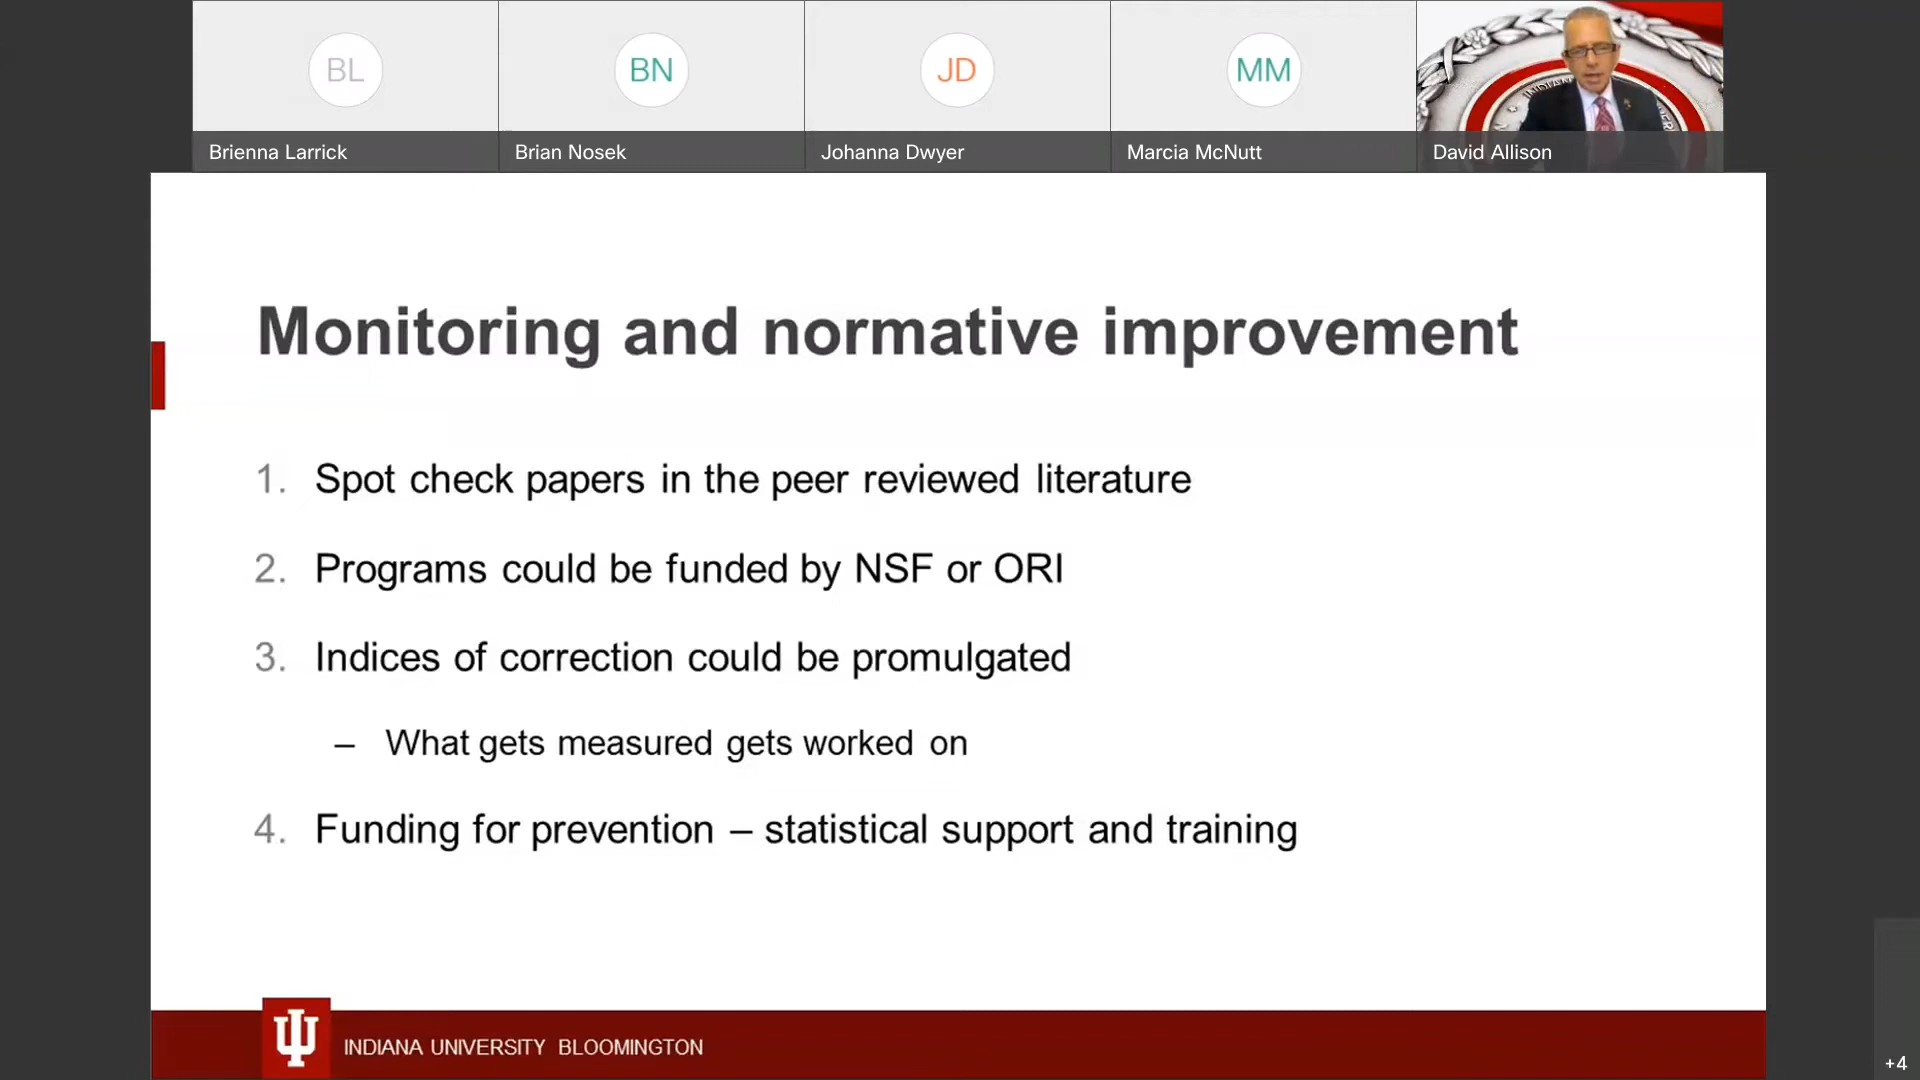 BL
BN
JD
MM
Brienna Larrick
Brian Nosek
Johanna Dwyer
Marcia McNutt
David Allison
Monitoring and normative improvement
1. Spot check papers in the peer reviewed literature
2. Programs could be funded by NSF or ORI
3. Indices of correction could be promulgated
– What gets measured gets worked on
4. Funding for prevention – statistical support and training
INDIANA UNIVERSITY BLOOMINGTON
+4